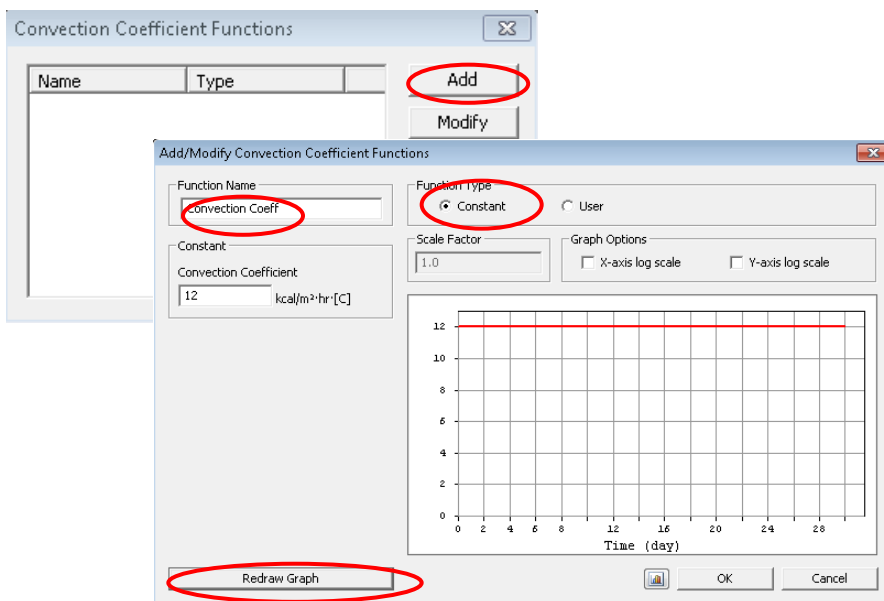 Convection Coefficient Functions
Name Type
Add
Modify
Add/Modify Convection Coefficient Functions
Function Name
Convection Coeff
Function Type
Constant User
Constant
Convection Coefficient
12 kcal/m²·hr·[C]
Scale Factor
1.0
Graph Options
X-axis log scale Y-axis log scale
12
10
8
6
4
2
0
0 2 4 6 8 12 16 20 24 28
Time (day)
Redraw Graph
OK Cancel